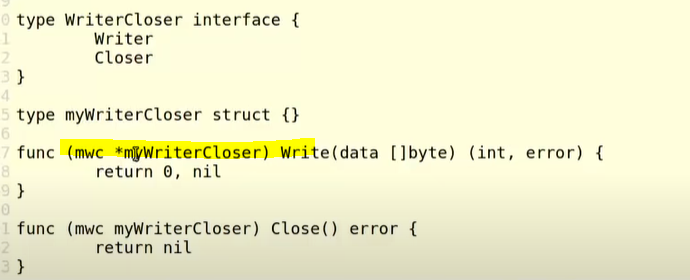 0 type WriterCloser interface {
1 Writer
2 Closer
3 }
4
5 type myWriterCloser struct {}
6
7 func (mwc *myWriterCloser) Write(data []byte) (int, error) {
8 return 0, nil
9 }
0
1 func (mwc myWriterCloser) Close() error {
2 return nil
3 }